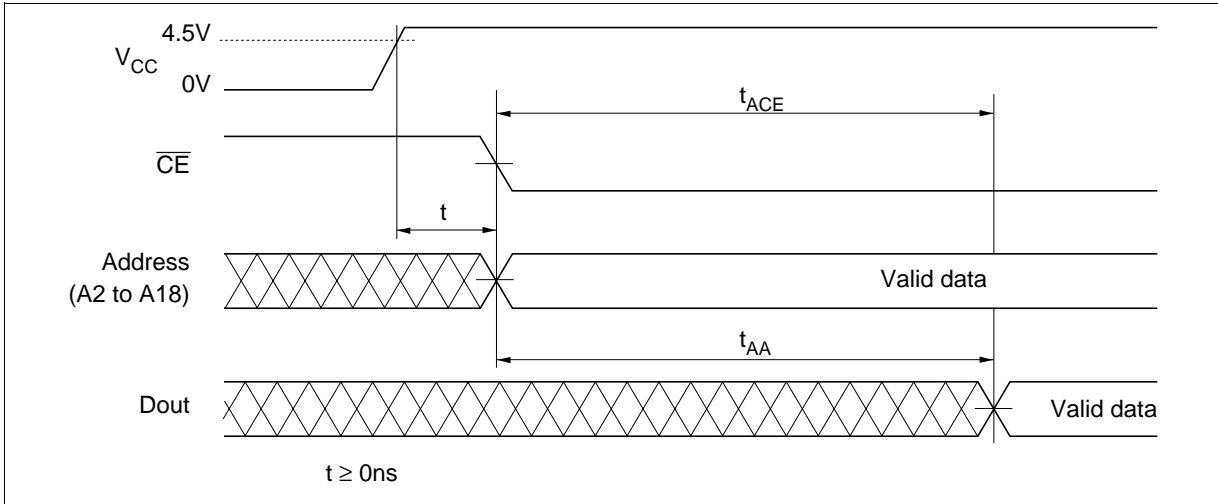 4.5V
VCC
0V
tACE
CE
t
Address
(A2 to A18)
Valid data
tAA
Dout
Valid data
t ≥ 0ns